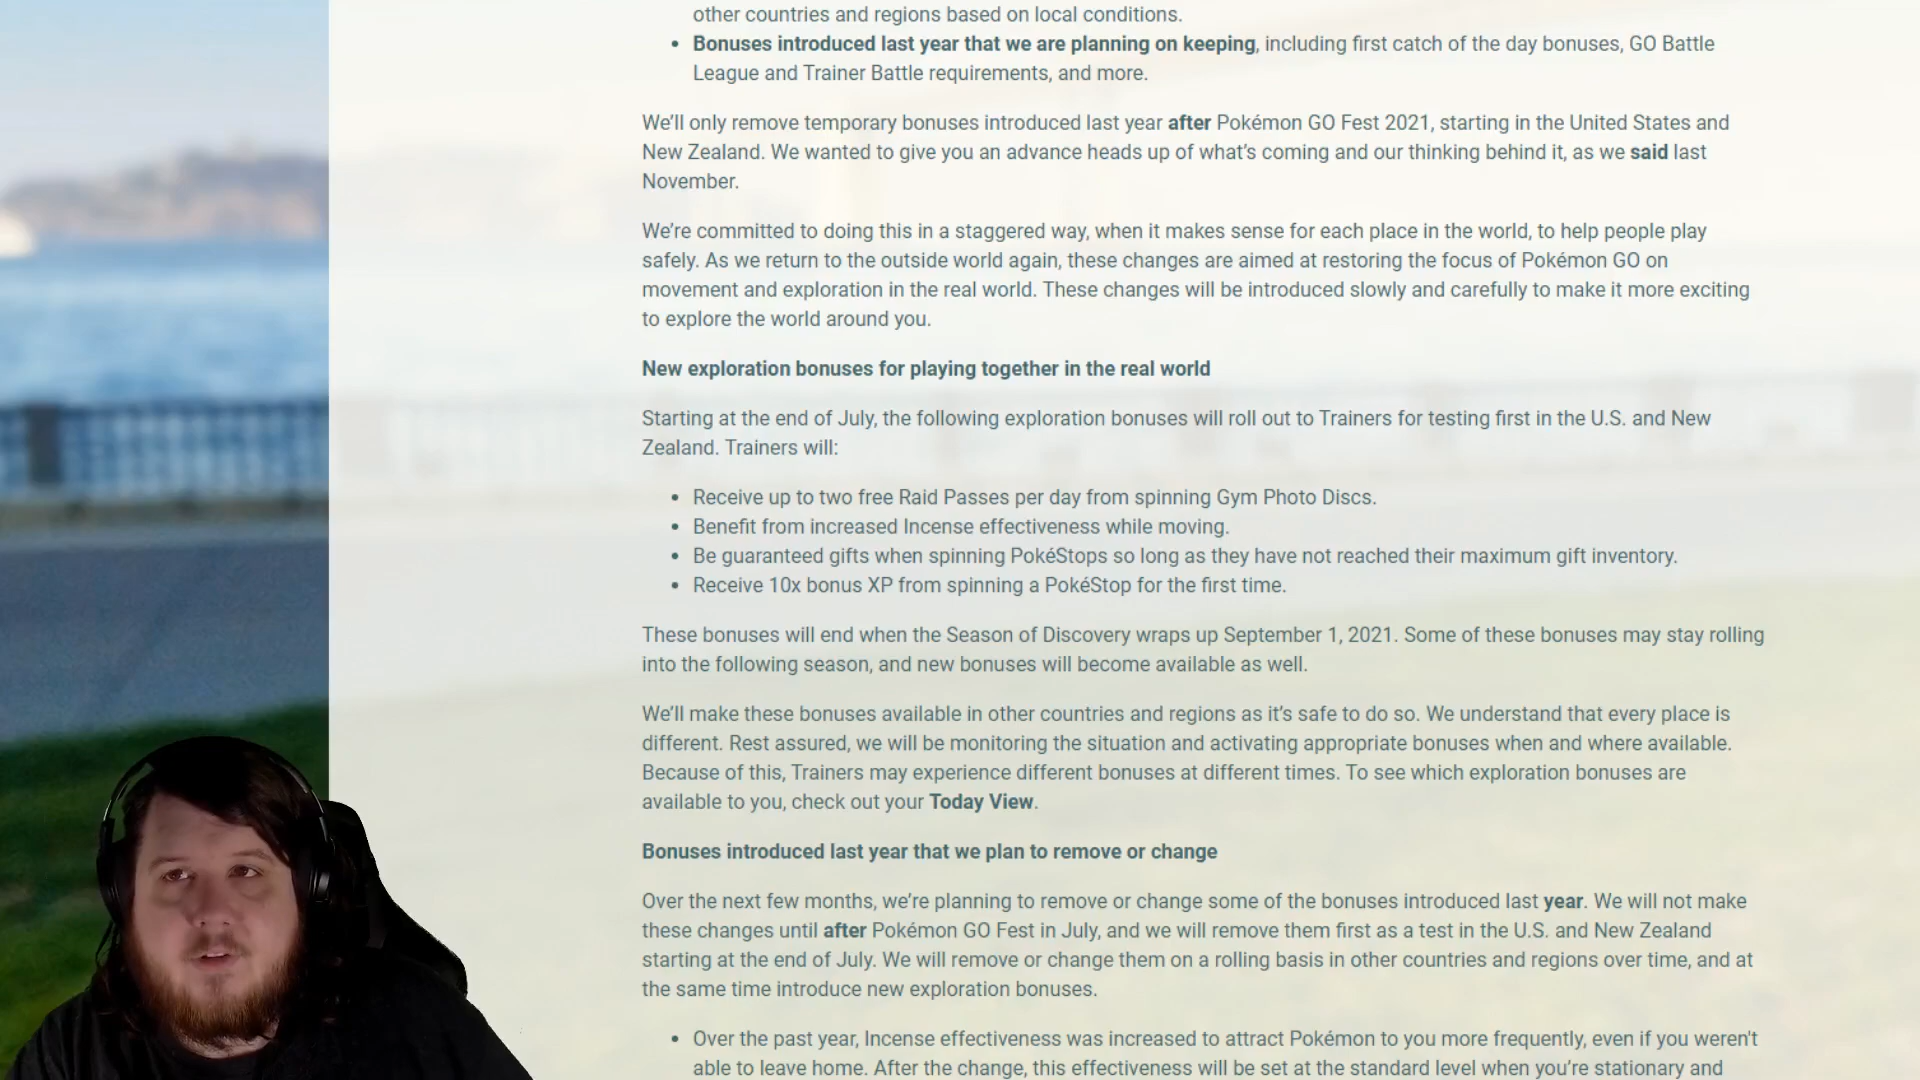 other countries and regions based on local conditions.
• Bonuses introduced last year that we are planning on keeping, including first catch of the day bonuses, GO Battle
League and Trainer Battle requirements, and more.
We’ll only remove temporary bonuses introduced last year after Pokémon GO Fest 2021, starting in the United States and
New Zealand. We wanted to give you an advance heads up of what’s coming and our thinking behind it, as we said last
November.
We’re committed to doing this in a staggered way, when it makes sense for each place in the world, to help people play
safely. As we return to the outside world again, these changes are aimed at restoring the focus of Pokémon GO on
movement and exploration in the real world. These changes will be introduced slowly and carefully to make it more exciting
to explore the world around you.
New exploration bonuses for playing together in the real world
Starting at the end of July, the following exploration bonuses will roll out to Trainers for testing first in the U.S. and New
Zealand. Trainers will:
• Receive up to two free Raid Passes per day from spinning Gym Photo Discs.
• Benefit from increased Incense effectiveness while moving.
• Be guaranteed gifts when spinning PokéStops so long as they have not reached their maximum gift inventory.
• Receive 10x bonus XP from spinning a PokéStop for the first time.
These bonuses will end when the Season of Discovery wraps up September 1, 2021. Some of these bonuses may stay rolling
into the following season, and new bonuses will become available as well.
We’ll make these bonuses available in other countries and regions as it’s safe to do so. We understand that every place is
different. Rest assured, we will be monitoring the situation and activating appropriate bonuses when and where available.
Because of this, Trainers may experience different bonuses at different times. To see which exploration bonuses are
available to you, check out your Today View.
Bonuses introduced last year that we plan to remove or change
Over the next few months, we’re planning to remove or change some of the bonuses introduced last year. We will not make
these changes until after Pokémon GO Fest in July, and we will remove them first as a test in the U.S. and New Zealand
starting at the end of July. We will remove or change them on a rolling basis in other countries and regions over time, and at
the same time introduce new exploration bonuses.
• Over the past year, Incense effectiveness was increased to attract Pokémon to you more frequently, even if you weren't
able to leave home. After the change, this effectiveness will be set at the standard level when you’re stationary and